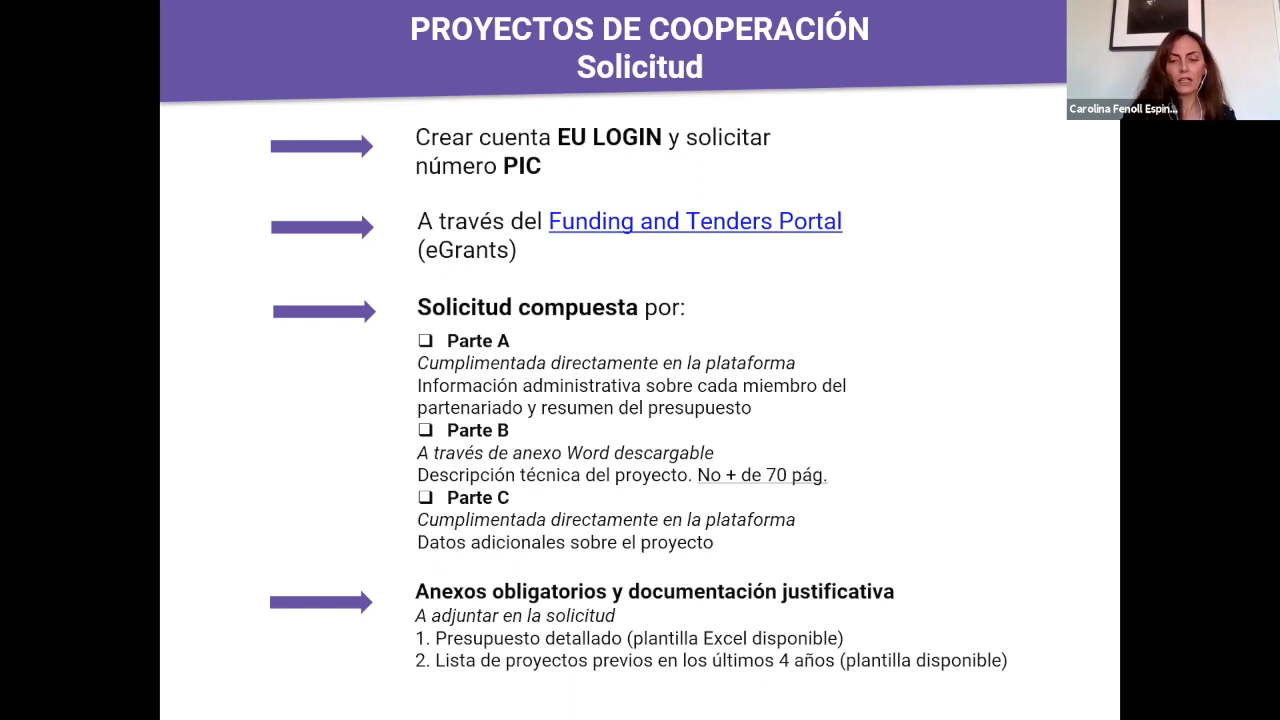 PROYECTOS DE COOPERACIÓN
Solicitud
Carolina Fenoll Espin...
Crear cuenta EU LOGIN y solicitar
número PIC
A través del Funding and Tenders Portal
(eGrants)
Solicitud compuesta por:
❑ Parte A
Cumplimentada directamente en la plataforma
Información administrativa sobre cada miembro del
partenariado y resumen del presupuesto
❑ Parte B
A través de anexo Word descargable
Descripción técnica del proyecto. No + de 70 pág.
❑ Parte C
Cumplimentada directamente en la plataforma
Datos adicionales sobre el proyecto
Anexos obligatorios y documentación justificativa
A adjuntar en la solicitud
1. Presupuesto detallado (plantilla Excel disponible)
2. Lista de proyectos previos en los últimos 4 años (plantilla disponible)